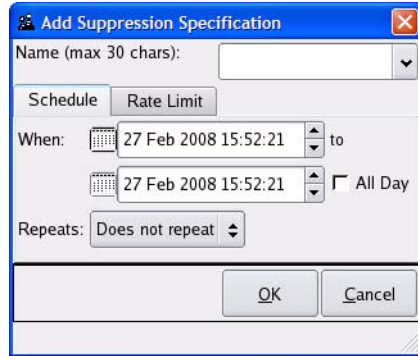 Add Suppression Specification
Name (max 30 chars):
Schedule Rate Limit
When: 27 Feb 2008 15:52:21 to
27 Feb 2008 15:52:21 All Day
Repeats: Does not repeat
OK Cancel